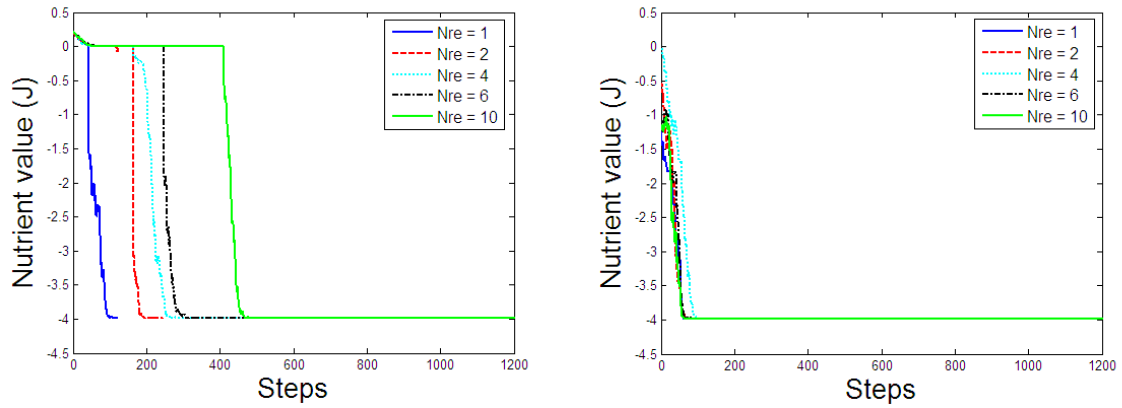 0.5
0
-0.5
-1
-1.5
-2
-2.5
-3
-3.5
-4
-4.5
0 200 400 600 800 1000 1200
Nutrient value (J)
Steps
Nre = 1
Nre = 2
Nre = 4
Nre = 6
Nre = 10
0
-0.5
-1
-1.5
-2
-2.5
-3
-3.5
-4
-4.5
0.5
0 200 400 600 800 1000 1200
Nutrient value (J)
Steps
Nre = 1
Nre = 2
Nre = 4
Nre = 6
Nre = 10